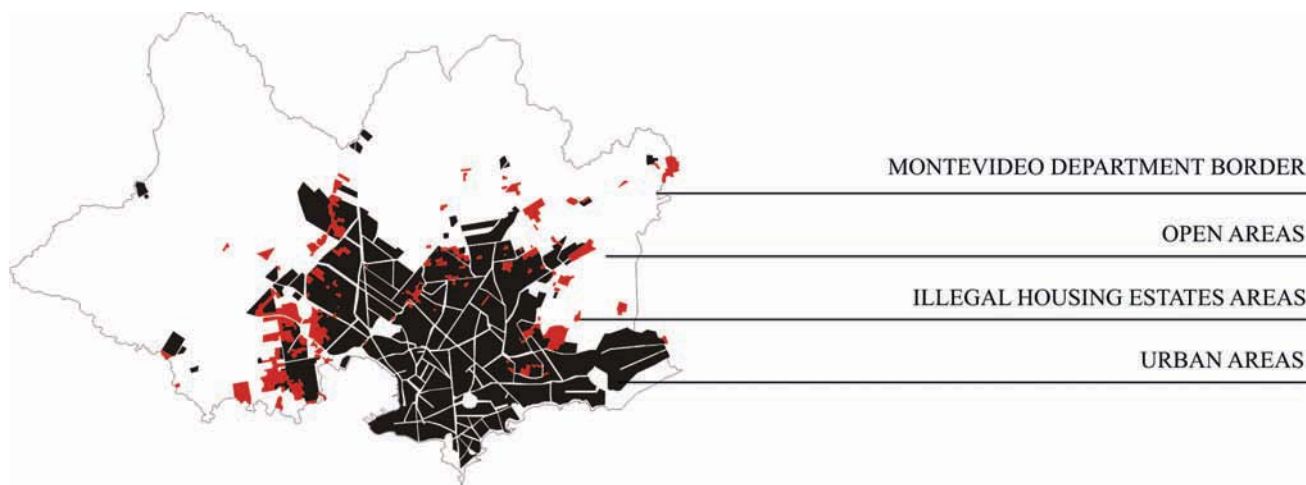 MONTEVIDEO DEPARTMENT BORDER
OPEN AREAS
ILLEGAL HOUSING ESTATES AREAS
URBAN AREAS